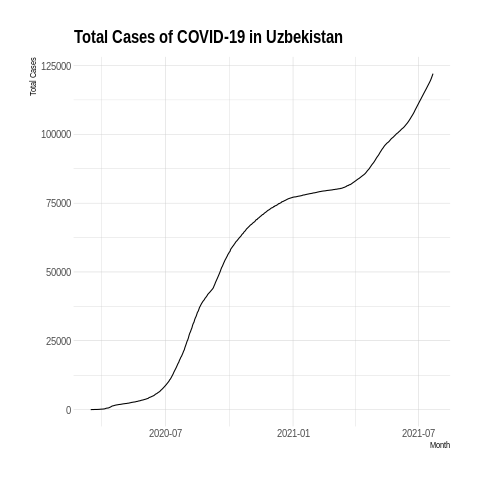 Total Cases of COVID-19 in Uzbekistan
Total Cases
125000
100000
75000
50000
25000
0
2020-07 2021-01 2021-07
Month